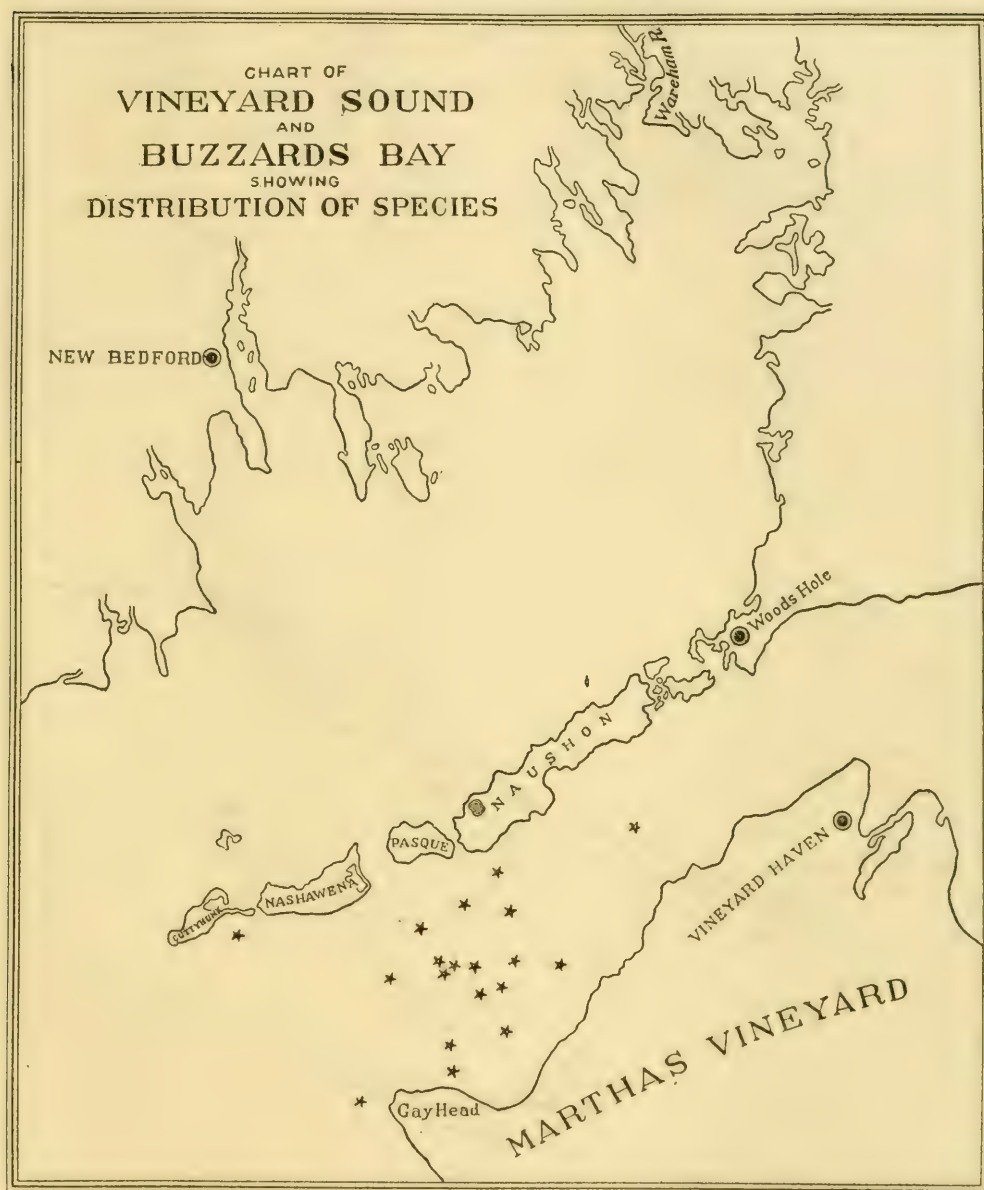 CHART OF
VINEYARD SOUND
AND
BUZZARDS BAY
SHOWING
DISTRIBUTION OF SPECIES
Wareham R.
NEW BEDFORD
Woods Hole
NAUSHON
PASQUE
NASHAWENA
CUTTYHUNK
VINEYARD HAVEN
MARTHAS VINEYARD
Gay Head